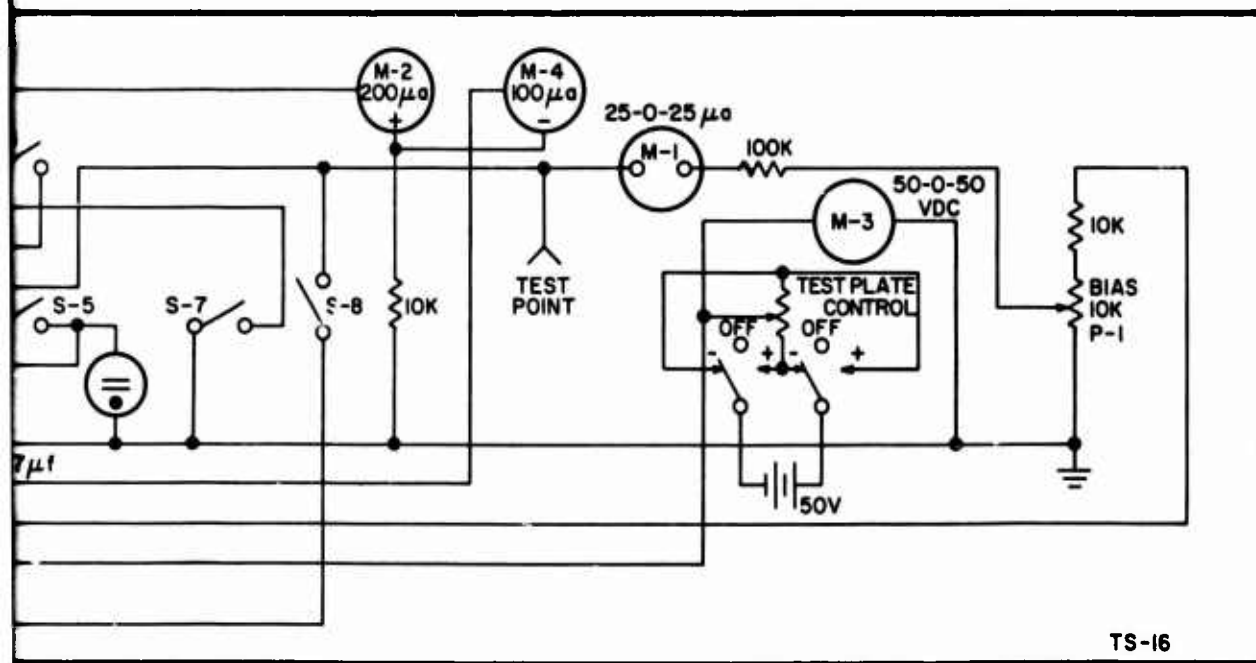 M-2
200μa
+
M-4
100μa
-
25-0-25 μa
M-1
100K
50-0-50
VDC
M-3
10K
TEST
POINT
TEST PLATE
CONTROL
BIAS
10K
P-1
S-5
S-7
S-8
10K
OFF
OFF
-
+
-
+
7μf
50V
TS-16